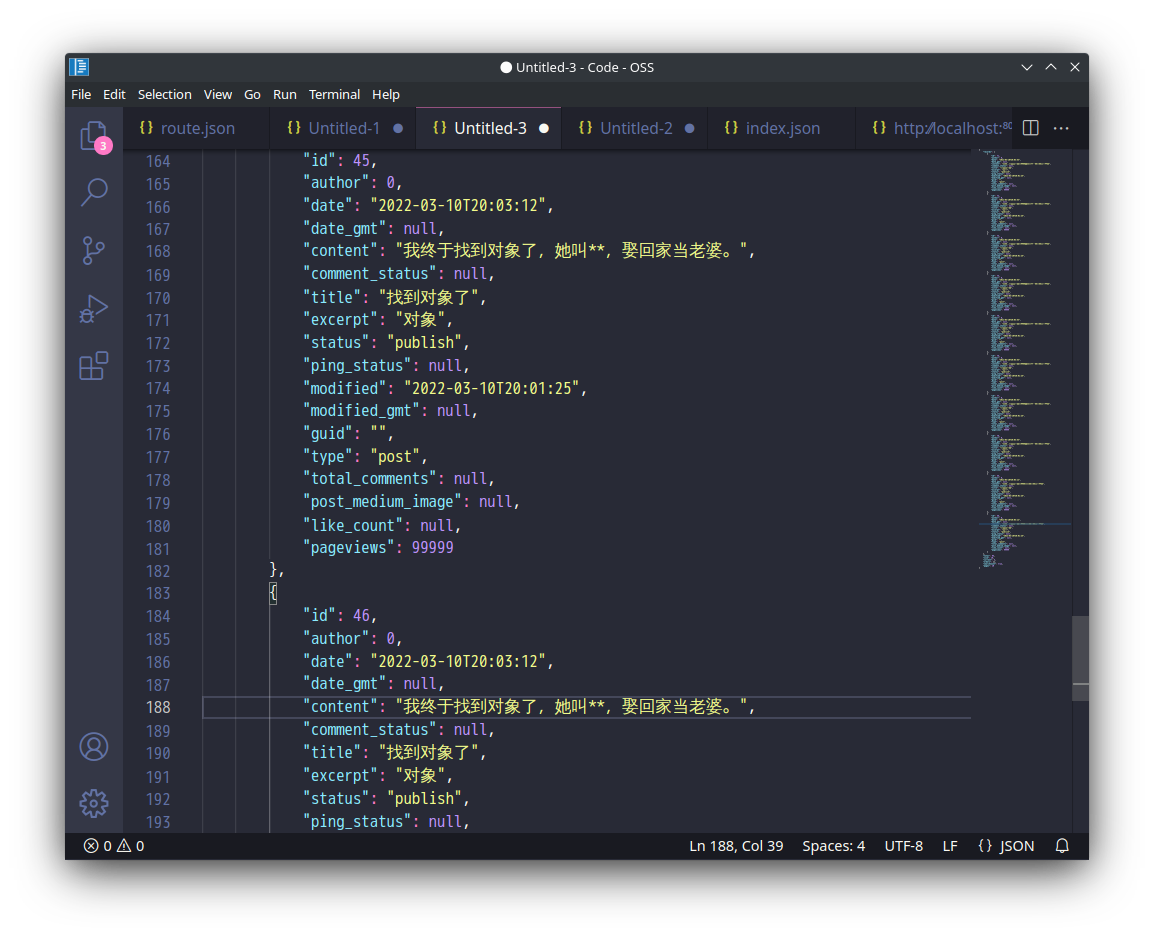 Untitled-3 - Code - OSS
File Edit Selection View Go Run Terminal Help
{} route.json {} Untitled-1 {} Untitled-3 {} Untitled-2 {} index.json {} http://localhost:80
3
164 "id": 45,
165 "author": 0,
166 "date": "2022-03-10T20:03:12",
167 "date_gmt": null,
168 "content": "我终于找到对象了，她叫**，娶回家当老婆。",
169 "comment_status": null,
170 "title": "找到对象了",
171 "excerpt": "对象",
172 "status": "publish",
173 "ping_status": null,
174 "modified": "2022-03-10T20:01:25",
175 "modified_gmt": null,
176 "guid": "",
177 "type": "post",
178 "total_comments": null,
179 "post_medium_image": null,
180 "like_count": null,
181 "pageviews": 99999
182 },
183 {
184 "id": 46,
185 "author": 0,
186 "date": "2022-03-10T20:03:12",
187 "date_gmt": null,
188 "content": "我终于找到对象了，她叫**，娶回家当老婆。",
189 "comment_status": null,
190 "title": "找到对象了",
191 "excerpt": "对象",
192 "status": "publish",
193 "ping_status": null,
0 0 Ln 188, Col 39 Spaces: 4 UTF-8 LF {} JSON